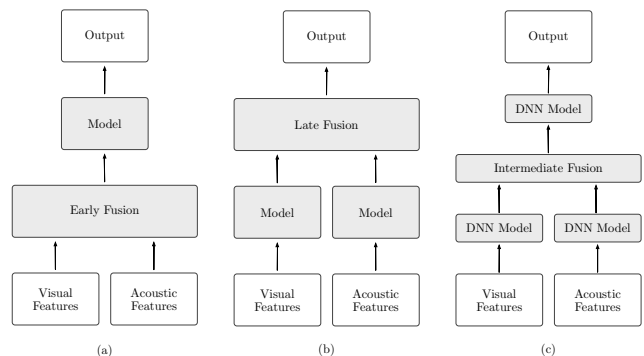 Output
Model
Early Fusion
Visual
Features
Acoustic
Features
(a)
Output
Late Fusion
Model
Model
Visual
Features
Acoustic
Features
(b)
Output
DNN Model
Intermediate Fusion
DNN Model
DNN Model
Visual
Features
Acoustic
Features
(c)